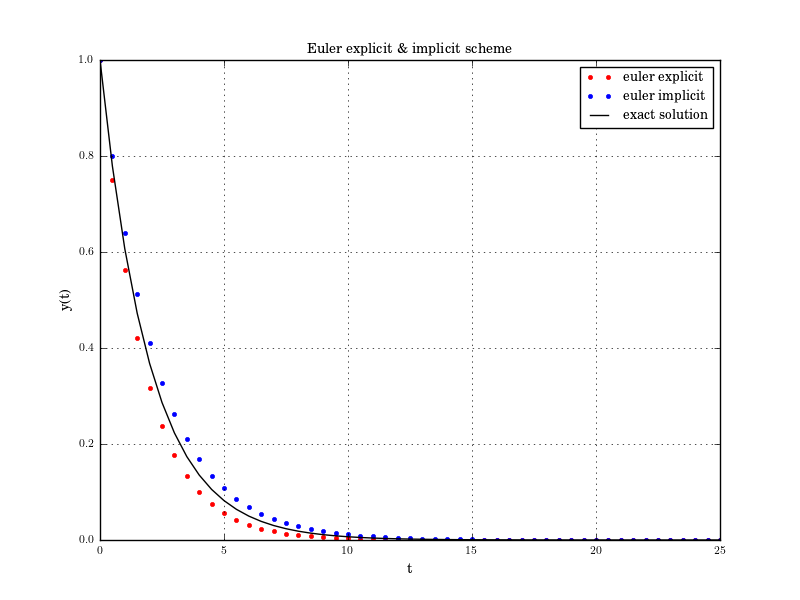 Euler explicit & implicit scheme
1.0
0.8
0.6
0.4
0.2
0.0
y(t)
euler explicit
euler implicit
exact solution
0
5
10
15
20
25
t